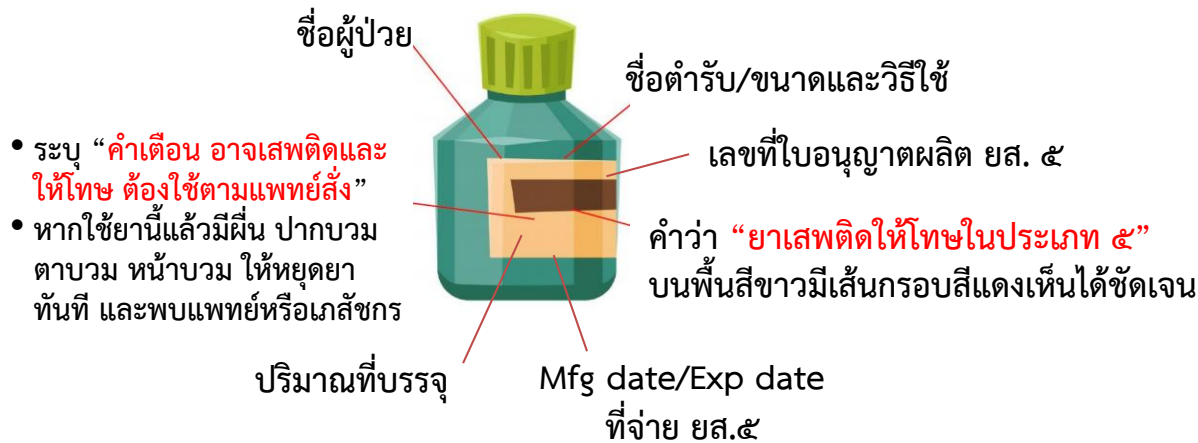 ชื่อผู้ป่วย
ชื่อตำรับ/ขนาดและวิธีใช้
• ระบุ “คำเตือน อาจเสพติดและ
ให้โทษ ต้องใช้ตามแพทย์สั่ง”
• หากใช้ยานี้แล้วมีผื่น ปากบวม
ตาบวม หน้าบวม ให้หยุดยา
ทันที และพบแพทย์หรือเภสัชกร
เลขที่ใบอนุญาตผลิต ยส. ๕
คำว่า “ยาเสพติดให้โทษในประเภท ๕”
บนพื้นสีขาวมีเส้นกรอบสีแดงเห็นได้ชัดเจน
ปริมาณที่บรรจุ
Mfg date/Exp date
ที่จ่าย ยส.๕